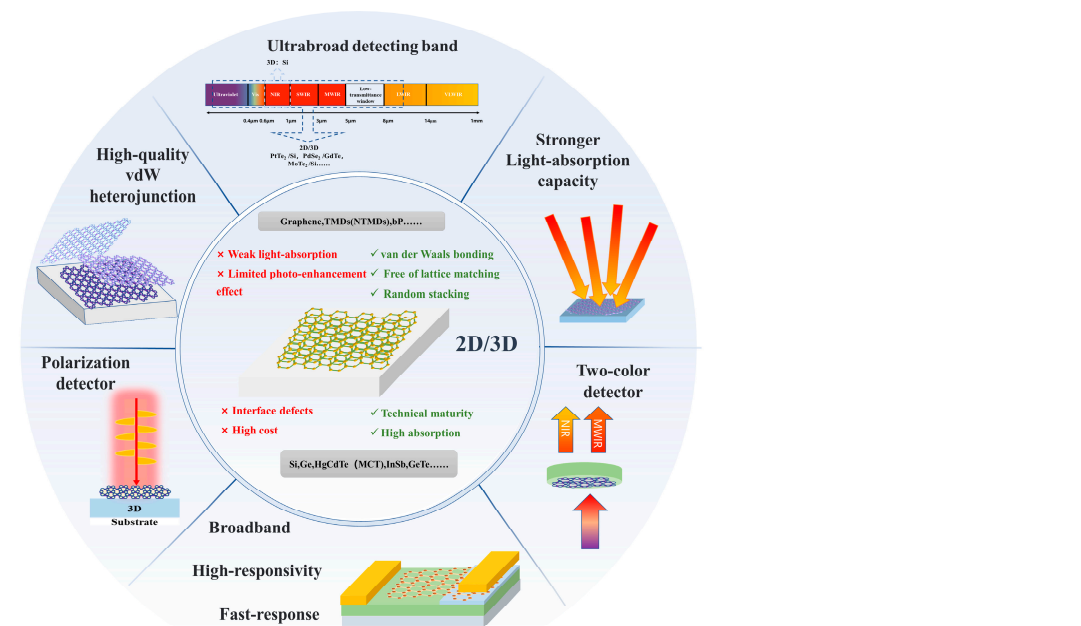 Ultrabroad detecting band
3D: Si
Ultraviolet Vis NIR SWIR MWIR Low-transmittance window LWIR VLWIR
0.4μm 0.6μm 1μm 3μm 5μm 8μm 14μm 1mm
2D/3D
PtTe₂ /Si, PdSe₂ /GdTe,
MoTe₂ /Si......
High-quality
vdW
heterojunction
Stronger
Light-absorption
capacity
Graphene,TMDs(NTMDs),bP......
× Weak light-absorption
× Limited photo-enhancement
effect
✓ van der Waals bonding
✓ Free of lattice matching
✓ Random stacking
2D/3D
× Interface defects
× High cost
✓ Technical maturity
✓ High absorption
Si,Ge,HgCdTe (MCT),InSb,GeTe......
Polarization
detector
3D
Substrate
Two-color
detector
NIR
MWIR
Broadband
High-responsivity
Fast-response